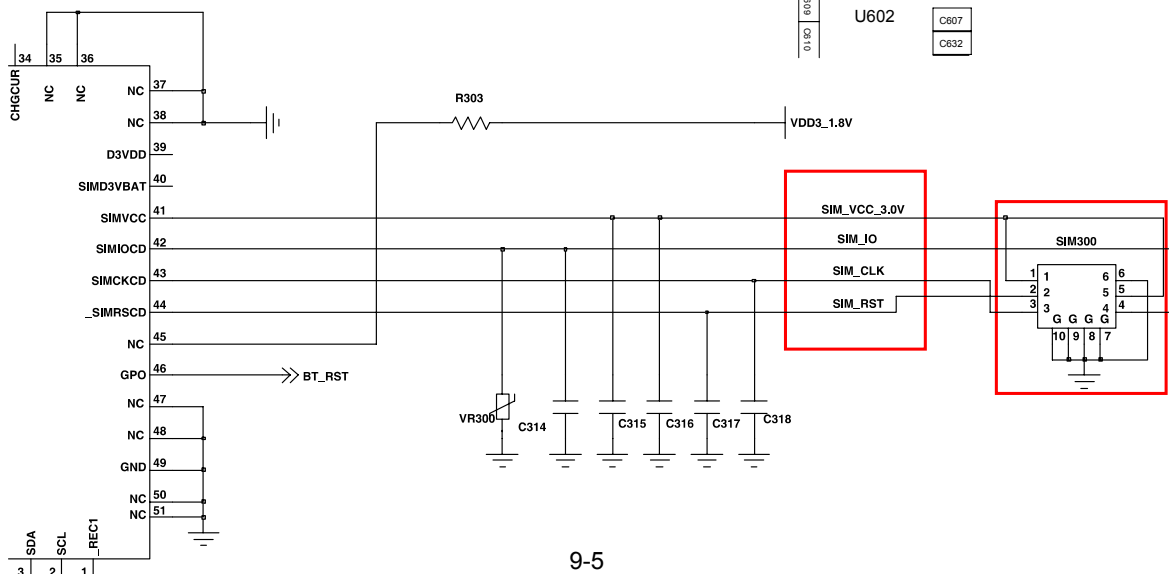 609
C610
U602
C607
C632
34
35
36
CHGCUR
NC
NC
NC
37
NC
38
D3VDD
39
SIMD3VBAT
40
SIMVCC
41
SIMIOCD
42
SIMCKCD
43
_SIMRSCD
44
NC
45
GPO
46
NC
47
NC
48
GND
49
NC
50
NC
51
SDA
SCL
_REC1
3
2
1
R303
VDD3_1.8V
BT_RST
SIM_VCC_3.0V
SIM_IO
SIM_CLK
SIM_RST
SIM300
1
1
6
6
2
2
5
5
3
3
4
4
G G G G
10 9 8 7
VR300
C314
C315
C316
C317
C318
9-5